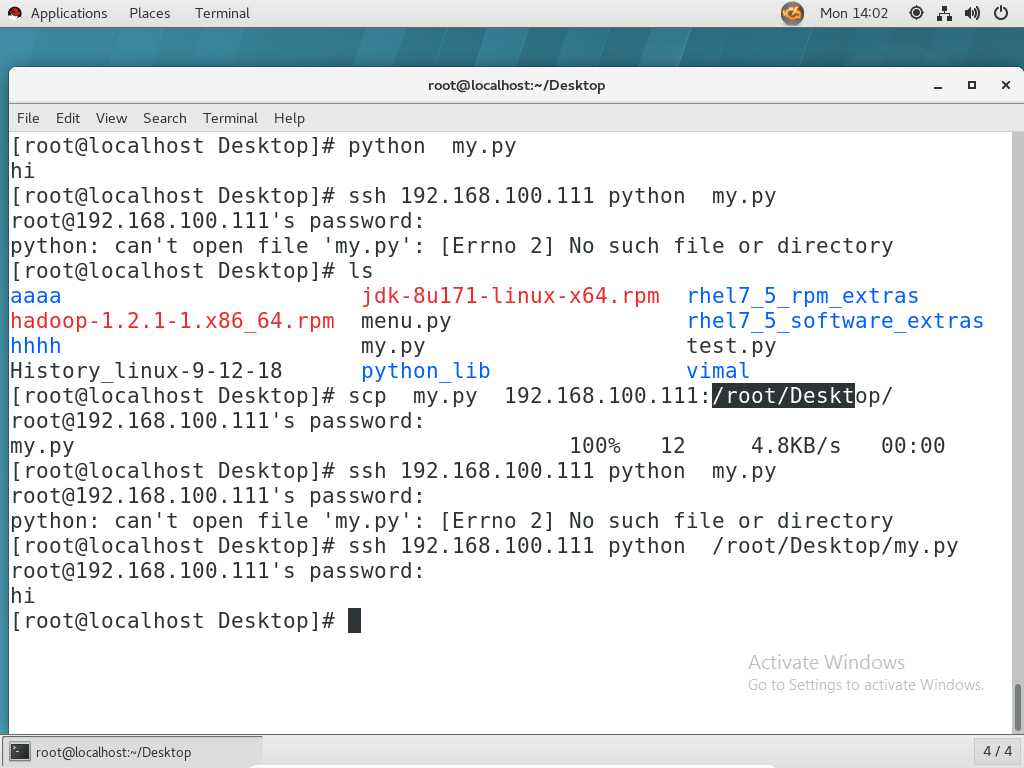 Applications Places Terminal Mon 14:02
root@localhost:~/Desktop
File Edit View Search Terminal Help
[root@localhost Desktop]# python  my.py
hi
[root@localhost Desktop]# ssh 192.168.100.111 python  my.py
root@192.168.100.111's password:
python: can't open file 'my.py': [Errno 2] No such file or directory
[root@localhost Desktop]# ls
aaaa                       jdk-8u171-linux-x64.rpm  rhel7_5_rpm_extras
hadoop-1.2.1-1.x86_64.rpm  menu.py                  rhel7_5_software_extras
hhhh                       my.py                    test.py
History_linux-9-12-18      python_lib               vimal
[root@localhost Desktop]# scp  my.py  192.168.100.111:/root/Desktop/
root@192.168.100.111's password:
my.py                                      100%   12     4.8KB/s   00:00
[root@localhost Desktop]# ssh 192.168.100.111 python  my.py
root@192.168.100.111's password:
python: can't open file 'my.py': [Errno 2] No such file or directory
[root@localhost Desktop]# ssh 192.168.100.111 python  /root/Desktop/my.py
root@192.168.100.111's password:
hi
[root@localhost Desktop]#
Activate Windows
Go to Settings to activate Windows.
root@localhost:~/Desktop 4 / 4